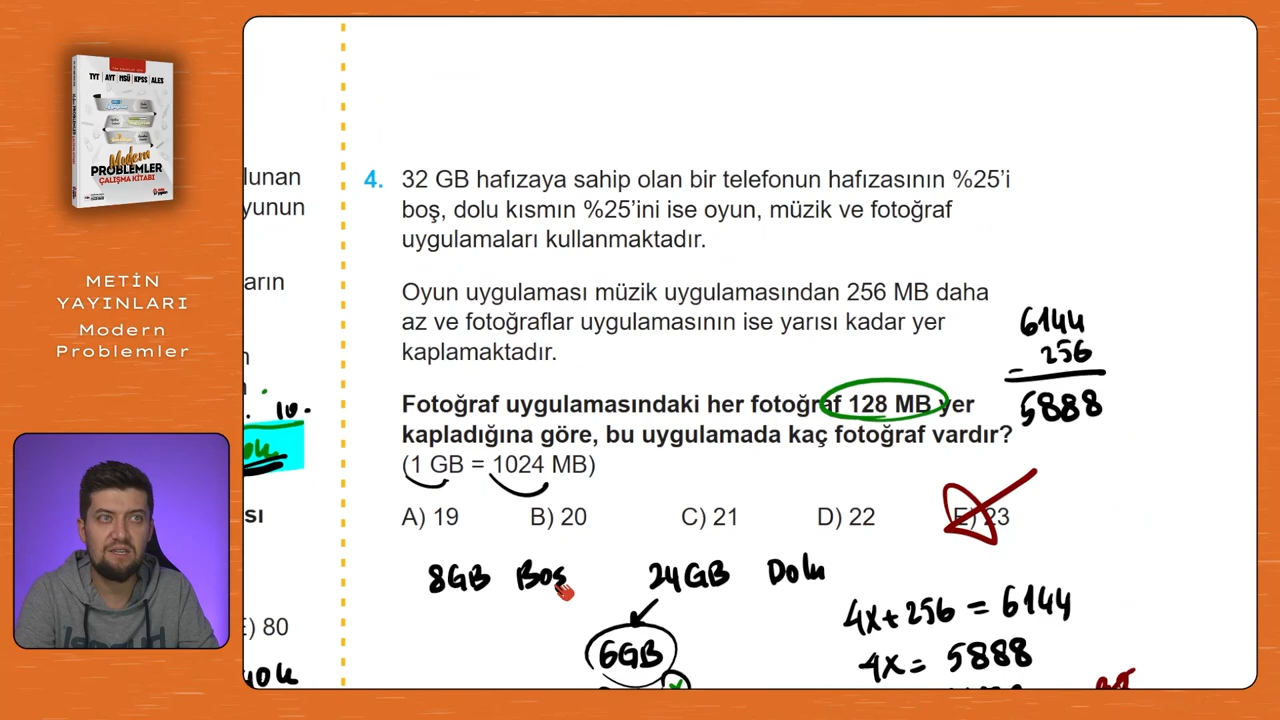 TYT | AYT | MSÜ | KPSS | ALES
Modern
PROBLEMLER
ÇALIŞMA KİTABI
METİN
YAYINLARI
Modern
Problemler
lunan
yunun
arın
10.
sı
E) 80
4. 32 GB hafızaya sahip olan bir telefonun hafızasının %25'i
boş, dolu kısmın %25'ini ise oyun, müzik ve fotoğraf
uygulamaları kullanmaktadır.
Oyun uygulaması müzik uygulamasından 256 MB daha
az ve fotoğraflar uygulamasının ise yarısı kadar yer
kaplamaktadır.
Fotoğraf uygulamasındaki her fotoğraf 128 MB yer
kapladığına göre, bu uygulamada kaç fotoğraf vardır?
(1 GB = 1024 MB)
A) 19 B) 20 C) 21 D) 22 E) 23
6144
- 256
5888
8GB Boş 24GB Dolu
6GB
4x+256 = 6144
4x = 5888